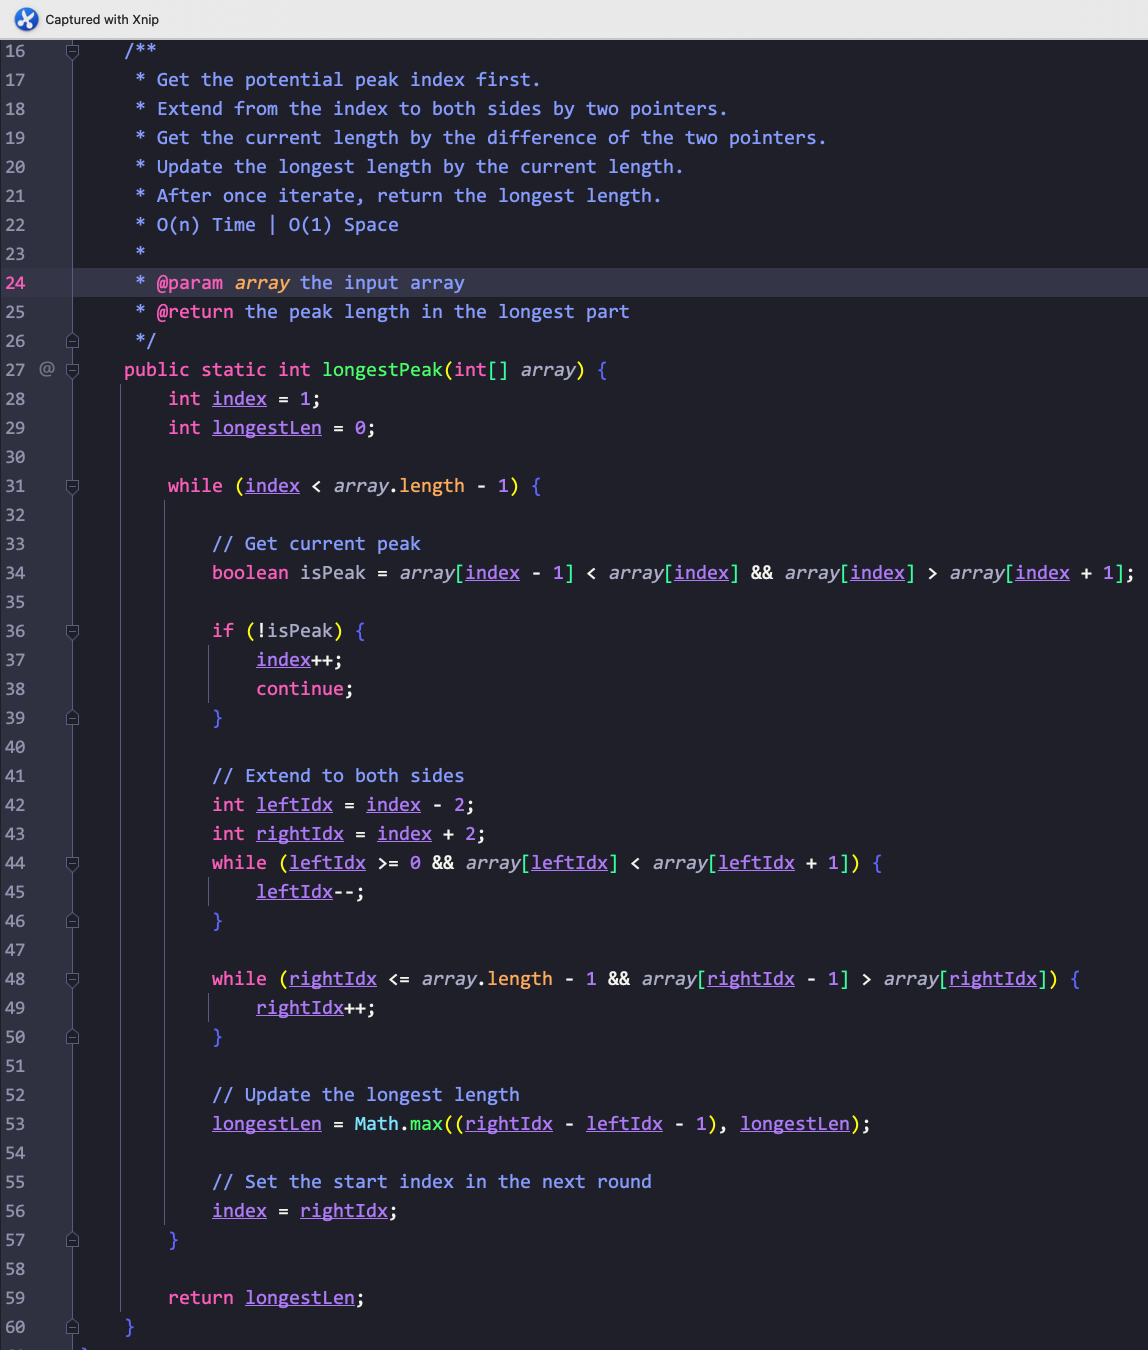 Captured with Xnip
16 /**
17 * Get the potential peak index first.
18 * Extend from the index to both sides by two pointers.
19 * Get the current length by the difference of the two pointers.
20 * Update the longest length by the current length.
21 * After once iterate, return the longest length.
22 * O(n) Time | O(1) Space
23 *
24 * @param array the input array
25 * @return the peak length in the longest part
26 */
27 @ public static int longestPeak(int[] array) {
28 int index = 1;
29 int longestLen = 0;
30
31 while (index < array.length - 1) {
32
33 // Get current peak
34 boolean isPeak = array[index - 1] < array[index] && array[index] > array[index + 1];
35
36 if (!isPeak) {
37 index++;
38 continue;
39 }
40
41 // Extend to both sides
42 int leftIdx = index - 2;
43 int rightIdx = index + 2;
44 while (leftIdx >= 0 && array[leftIdx] < array[leftIdx + 1]) {
45 leftIdx--;
46 }
47
48 while (rightIdx <= array.length - 1 && array[rightIdx - 1] > array[rightIdx]) {
49 rightIdx++;
50 }
51
52 // Update the longest length
53 longestLen = Math.max((rightIdx - leftIdx - 1), longestLen);
54
55 // Set the start index in the next round
56 index = rightIdx;
57 }
58
59 return longestLen;
60 }